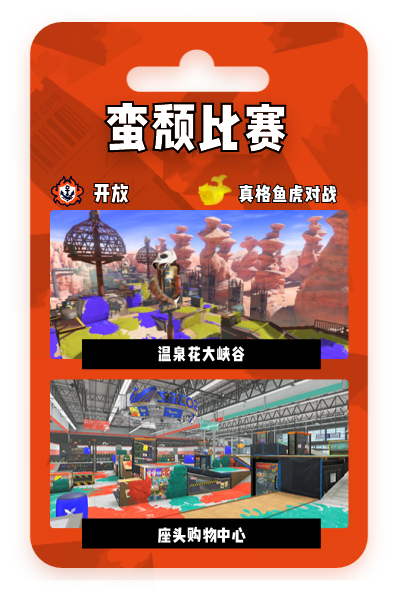 蛮颓比赛
开放
真格鱼虎对战
温泉花大峡谷
座头购物中心